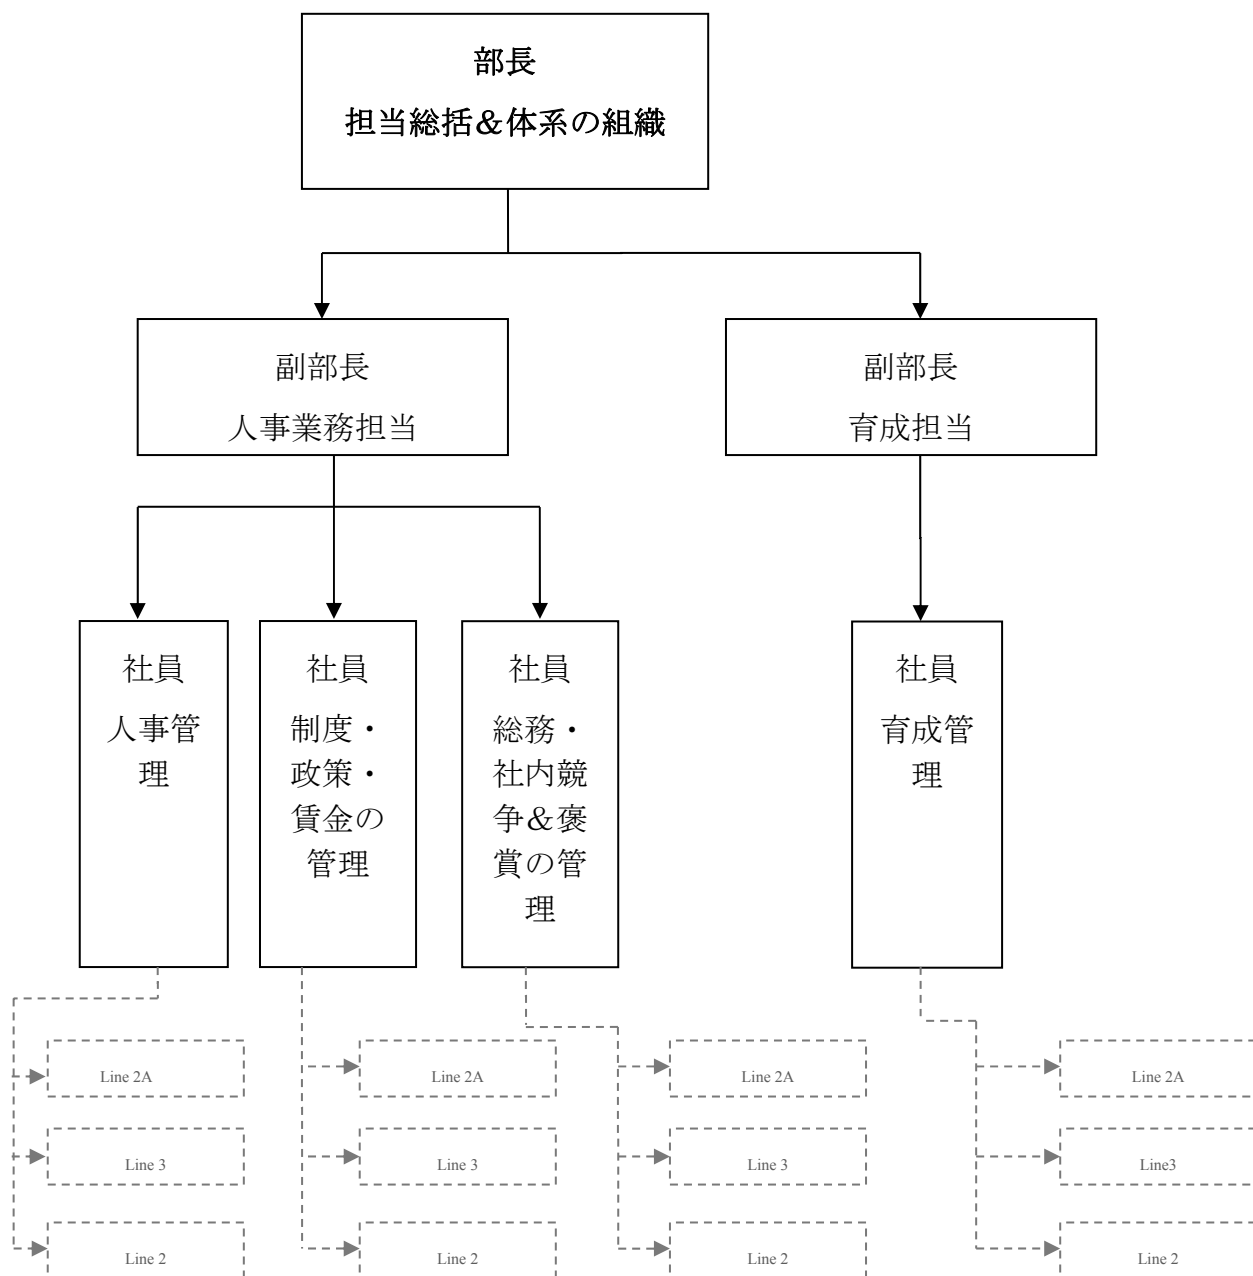 部長
担当総括＆体系の組織
副部長
人事業務担当
副部長
育成担当
社員
人事管
理
社員
制度・
政策・
賃金の
管理
社員
総務・
社内競
争＆褒
賞の管
理
社員
育成管
理
Line 2A
Line 2A
Line 2A
Line 2A
Line 3
Line 3
Line 3
Line3
Line 2
Line 2
Line 2
Line 2